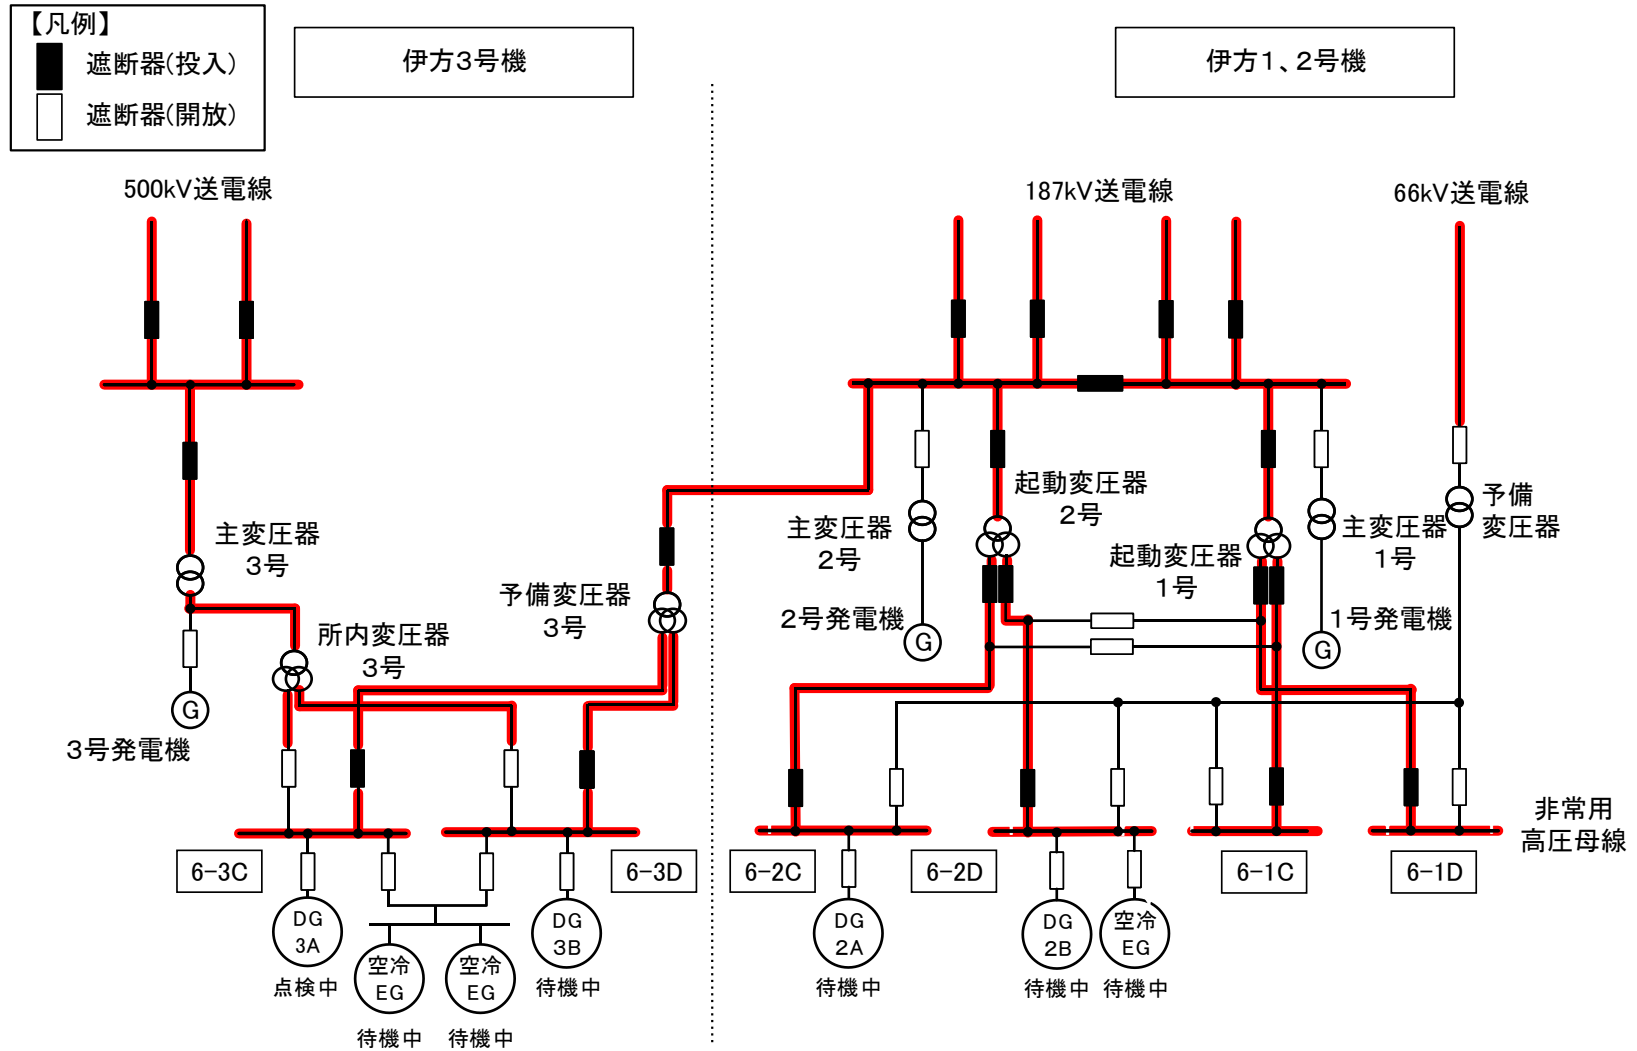 【凡例】
遮断器(投入)
遮断器(開放)
伊方３号機
伊方１、２号機
500kV送電線
187kV送電線
66kV送電線
主変圧器
３号
所内変圧器
３号
予備変圧器
３号
G
３号発電機
主変圧器
２号
起動変圧器
２号
起動変圧器
１号
主変圧器
１号
予備
変圧器
２号発電機
G
１号発電機
G
非常用
高圧母線
6-3C
6-3D
6-2C
6-2D
6-1C
6-1D
DG
3A
点検中
空冷
EG
待機中
空冷
EG
待機中
DG
3B
待機中
DG
2A
待機中
DG
2B
待機中
空冷
EG
待機中